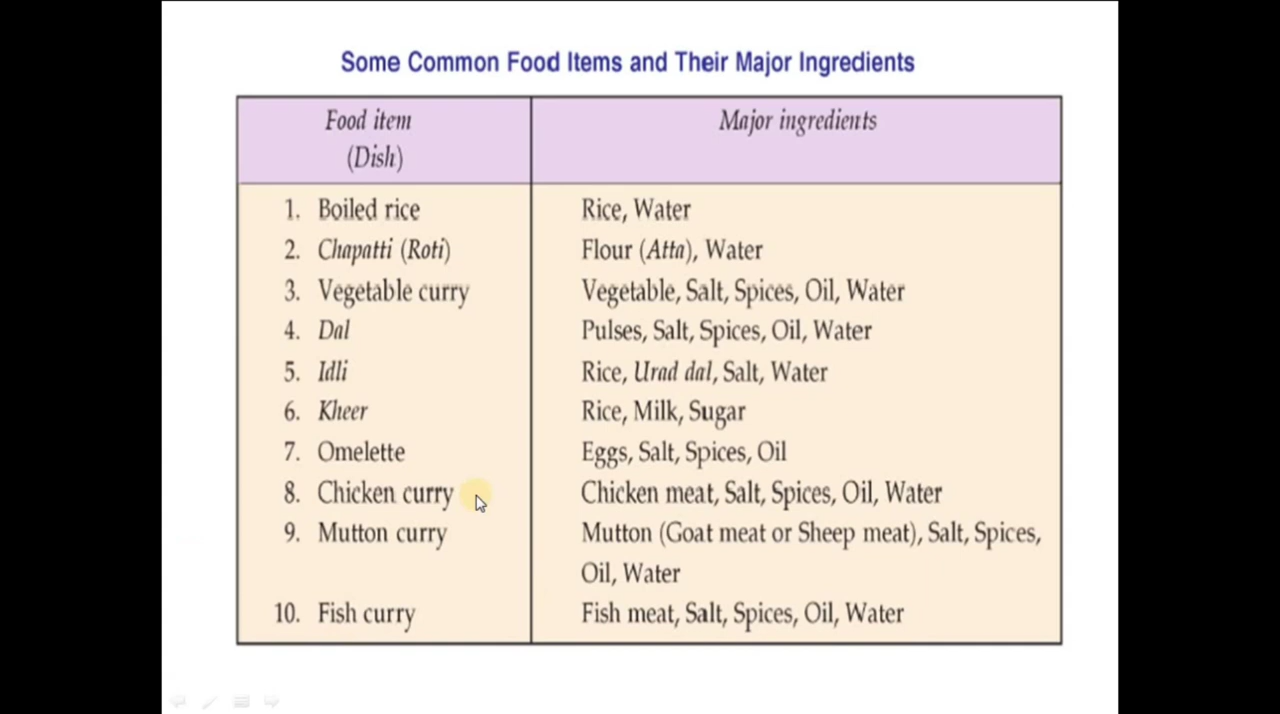 Some Common Food Items and Their Major Ingredients
Food item Major ingredients
(Dish)
1. Boiled rice Rice, Water
2. Chapatti (Roti) Flour (Atta), Water
3. Vegetable curry Vegetable, Salt, Spices, Oil, Water
4. Dal Pulses, Salt, Spices, Oil, Water
5. Idli Rice, Urad dal, Salt, Water
6. Kheer Rice, Milk, Sugar
7. Omelette Eggs, Salt, Spices, Oil
8. Chicken curry Chicken meat, Salt, Spices, Oil, Water
9. Mutton curry Mutton (Goat meat or Sheep meat), Salt, Spices,
Oil, Water
10. Fish curry Fish meat, Salt, Spices, Oil, Water